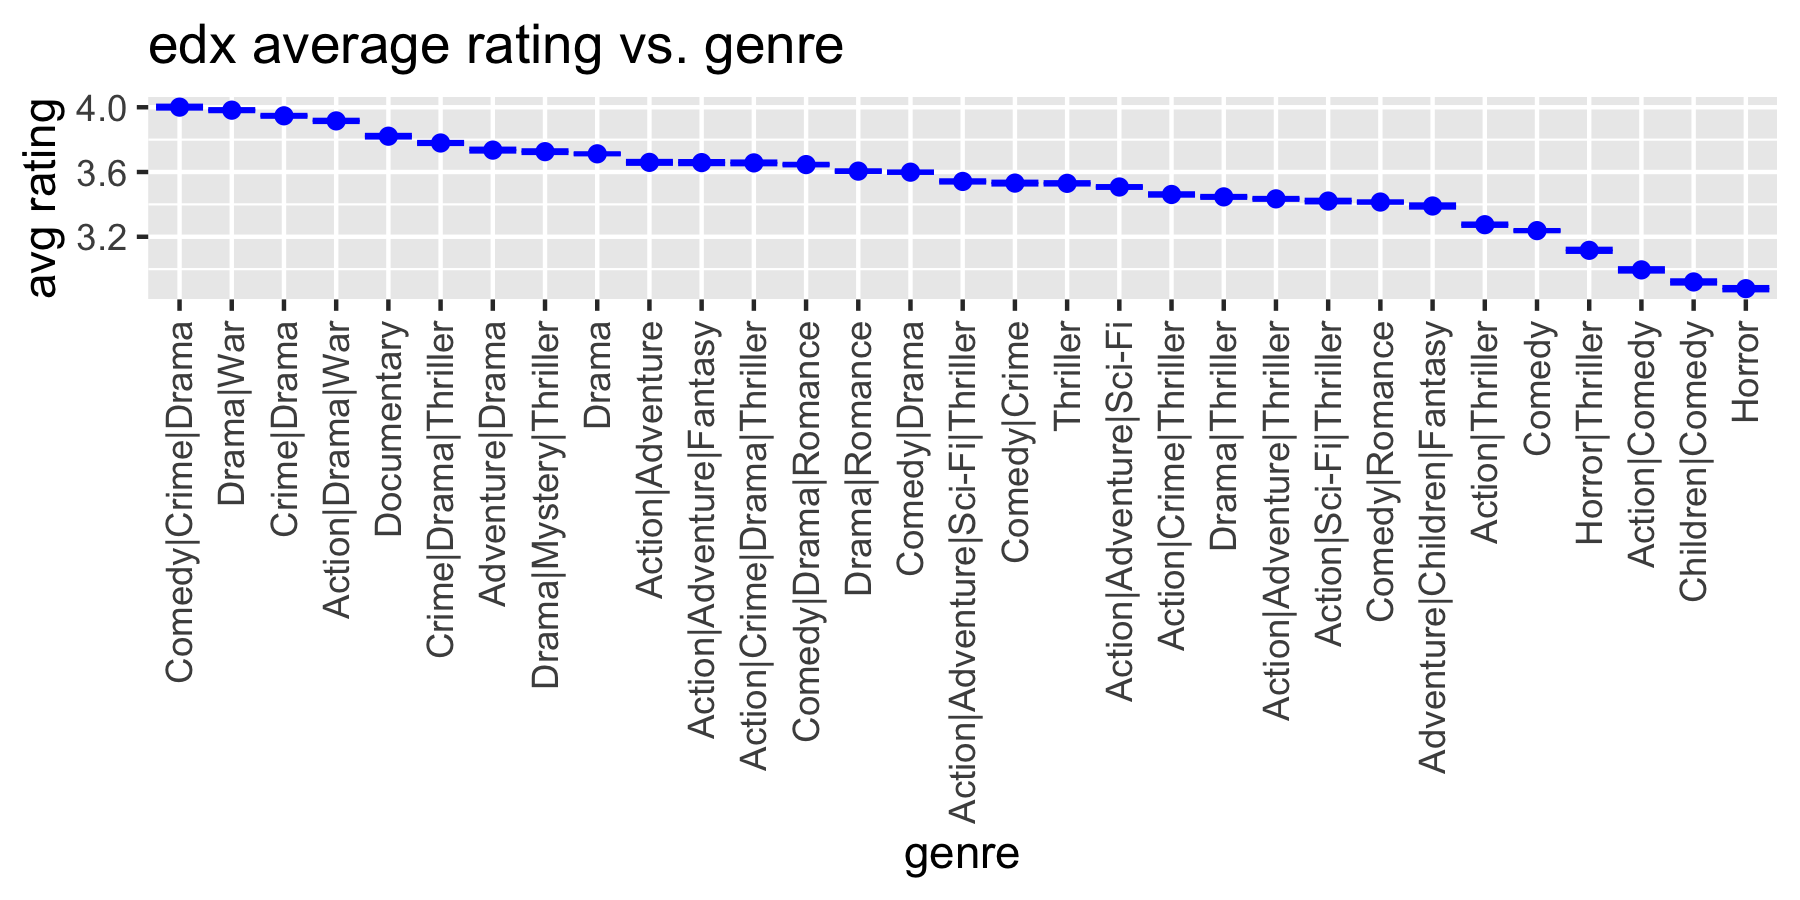 edx average rating vs. genre
avg rating
4.0
3.6
3.2
Comedy|Crime|Drama
Drama|War
Crime|Drama
Action|Drama|War
Documentary
Crime|Drama|Thriller
Adventure|Drama
Drama|Mystery|Thriller
Drama
Action|Adventure
Action|Adventure|Fantasy
Action|Crime|Drama|Thriller
Comedy|Drama|Romance
Drama|Romance
Comedy|Drama
Action|Adventure|Sci-Fi|Thriller
Comedy|Crime
Thriller
Action|Adventure|Sci-Fi
Action|Crime|Thriller
Drama|Thriller
Action|Adventure|Thriller
Action|Sci-Fi|Thriller
Comedy|Romance
Adventure|Children|Fantasy
Action|Thriller
Comedy
Horror|Thriller
Action|Comedy
Children|Comedy
Horror
genre